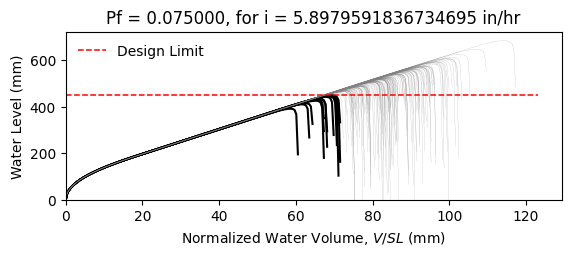 Pf = 0.075000, for i = 5.8979591836734695 in/hr
Design Limit
Water Level (mm)
600
400
200
0
0 20 40 60 80 100 120
Normalized Water Volume, V/SL (mm)